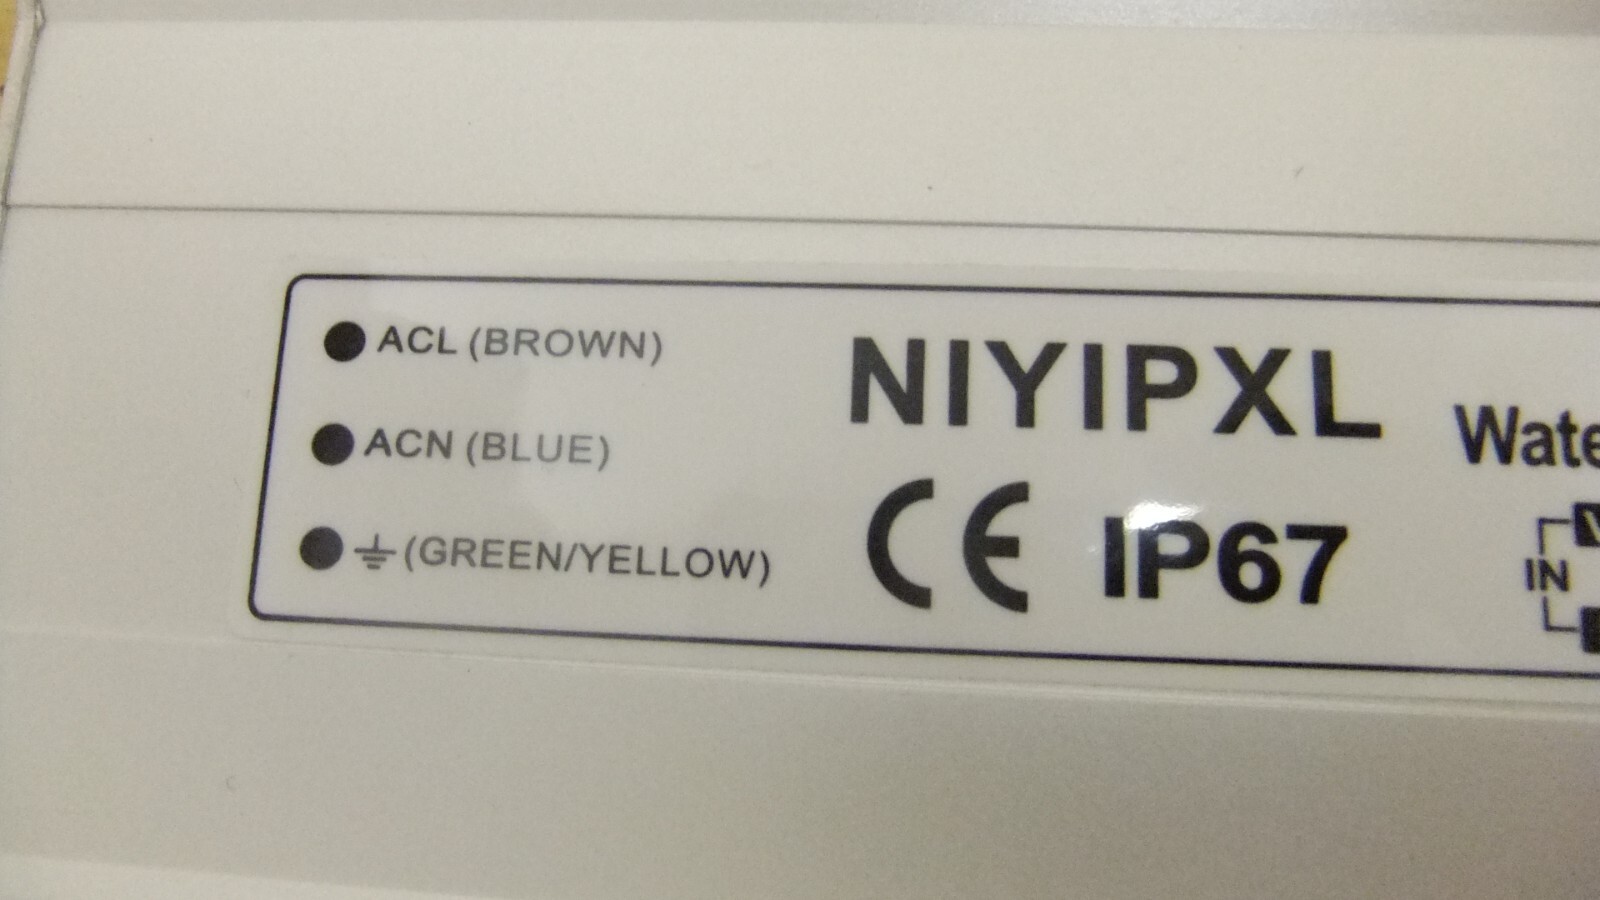 ACL (BROWN)
ACN (BLUE)
⏚ (GREEN/YELLOW)
NIYIPXL
CE IP67
IN